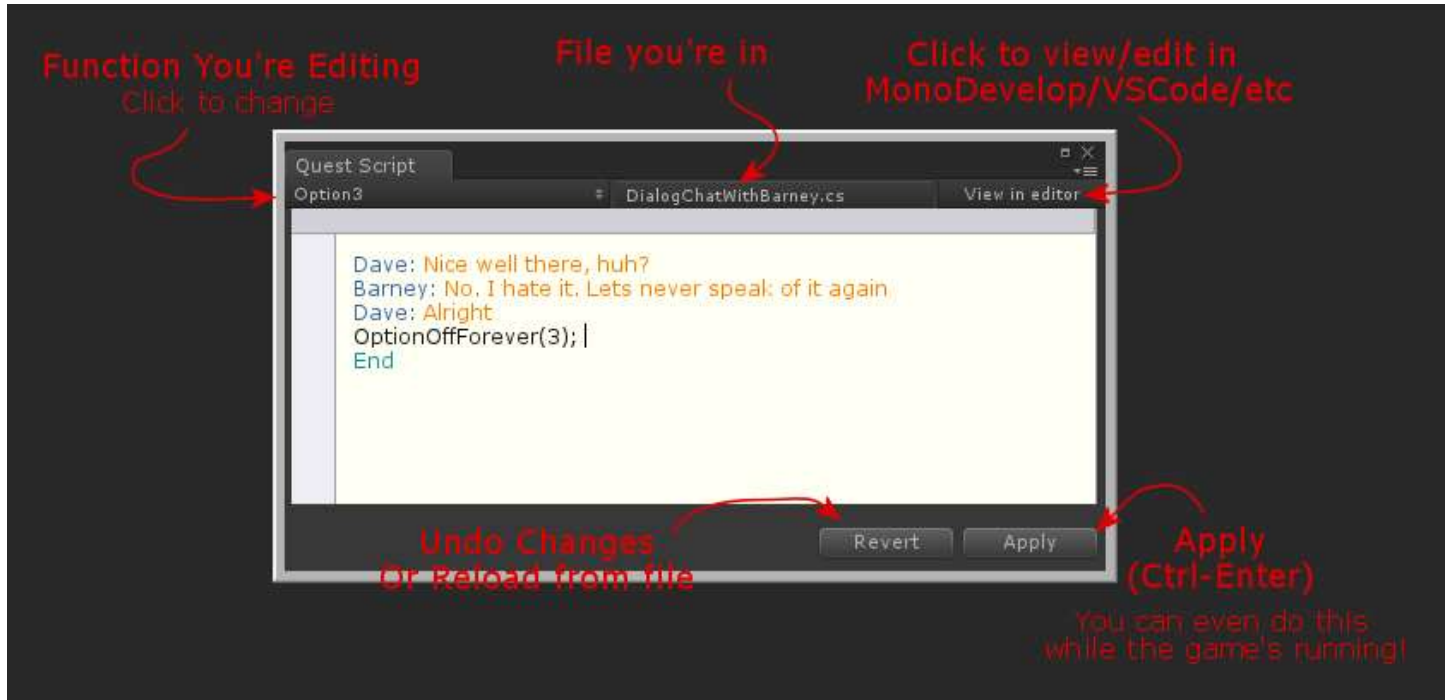 Function You're Editing
Click to change
File you're in
Click to view/edit in
MonoDevelop/VSCode/etc
Quest Script
Option3
DialogChatWithBarney.cs
View in editor
Dave: Nice well there, huh?
Barney: No. I hate it. Lets never speak of it again
Dave: Alright
OptionOffForever(3);
End
Undo Changes
Or Reload from file
Revert
Apply
Apply
(Ctrl-Enter)
You can even do this
while the game's running!